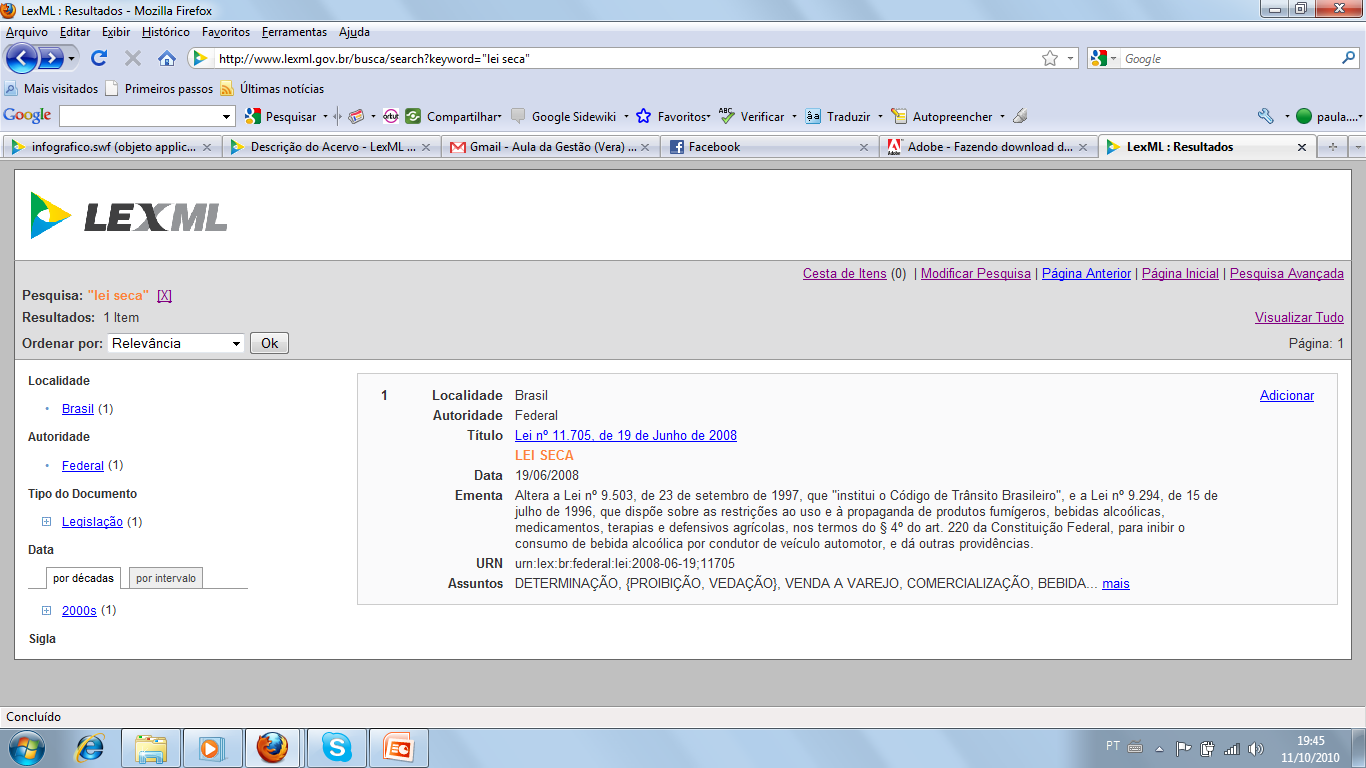 LexML : Resultados - Mozilla Firefox
Arquivo Editar Exibir Histórico Favoritos Ferramentas Ajuda
http://www.lexml.gov.br/busca/search?keyword="lei seca"
Google
Mais visitados Primeiros passos Últimas notícias
Google Pesquisar Compartilhar Google Sidewiki Favoritos ABC Verificar Traduzir Autopreencher paula....
infografico.swf (objeto applic... Descrição do Acervo - LexML ... Gmail - Aula da Gestão (Vera) ... Facebook Adobe - Fazendo download d... LexML : Resultados
LEXML
Cesta de Itens (0) | Modificar Pesquisa | Página Anterior | Página Inicial | Pesquisa Avançada
Pesquisa: "lei seca" [X]
Resultados: 1 Item Visualizar Tudo
Ordenar por: Relevância Ok Página: 1
Localidade
Brasil (1)
Autoridade
Federal (1)
Tipo do Documento
Legislação (1)
Data
por décadas por intervalo
2000s (1)
Sigla
1 Localidade Brasil Adicionar
Autoridade Federal
Título Lei nº 11.705, de 19 de Junho de 2008
LEI SECA
Data 19/06/2008
Ementa Altera a Lei nº 9.503, de 23 de setembro de 1997, que "institui o Código de Trânsito Brasileiro", e a Lei nº 9.294, de 15 de
julho de 1996, que dispõe sobre as restrições ao uso e à propaganda de produtos fumígeros, bebidas alcoólicas,
medicamentos, terapias e defensivos agrícolas, nos termos do § 4º do art. 220 da Constituição Federal, para inibir o
consumo de bebida alcoólica por condutor de veículo automotor, e dá outras providências.
URN urn:lex:br:federal:lei:2008-06-19;11705
Assuntos DETERMINAÇÃO, {PROIBIÇÃO, VEDAÇÃO}, VENDA A VAREJO, COMERCIALIZAÇÃO, BEBIDA... mais
Concluído
PT 19:45
11/10/2010